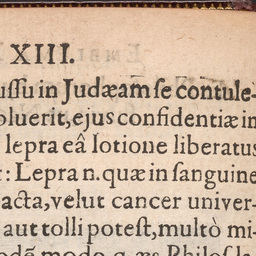 XIII.
ussu in Judæam se contule-
oluerit, ejus confidentiæ in
lepra eâ lotione liberatus
: Lepra n. quæ in sanguine
acta, velut cancer univer-
aut tolli potest, multò mi-
modo